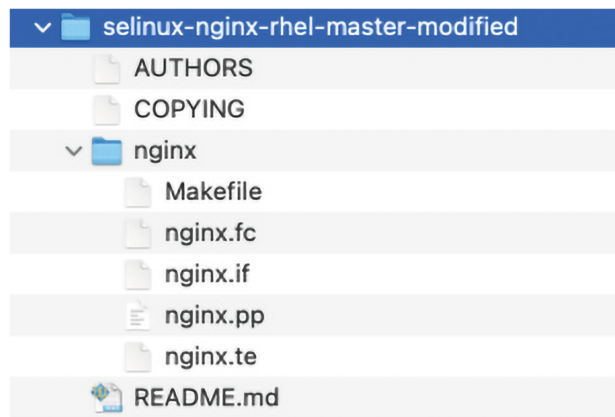 selinux-nginx-rhel-master-modified
AUTHORS
COPYING
nginx
Makefile
nginx.fc
nginx.if
nginx.pp
nginx.te
README.md